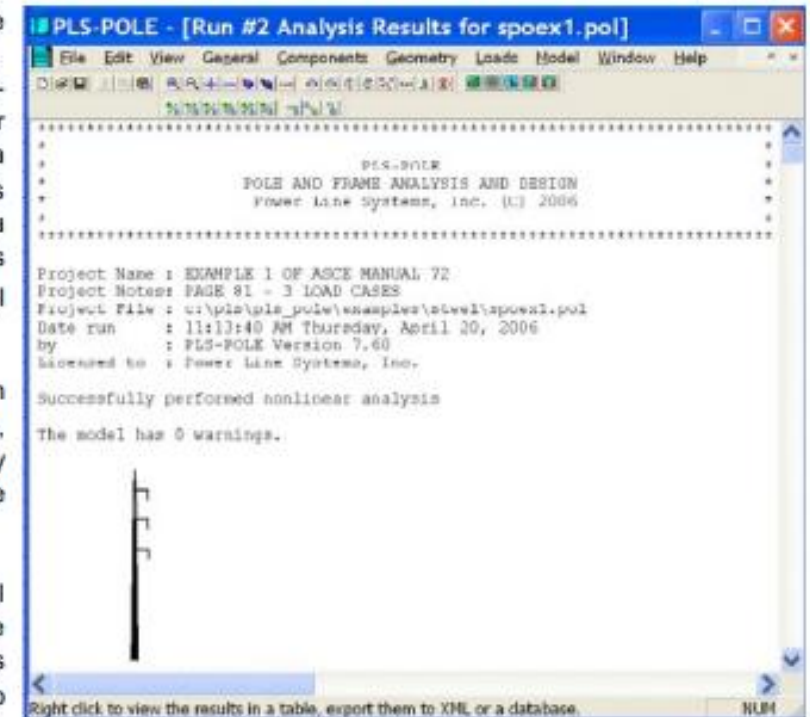 PLS-POLE - [Run #2 Analysis Results for spoex1.pol]
File Edit View General Components Geometry Loads Model Window Help
PLS-POLE
POLE AND FRAME ANALYSIS AND DESIGN
Power Line Systems, Inc. (C) 2006
Project Name : EXAMPLE 1 OF ASCE MANUAL 72
Project Notes: PAGE 81 - 3 LOAD CASES
Project File : c:\pls\pls_pole\examples\steel\spoex1.pol
Date run : 11:13:40 AM Thursday, April 20, 2006
by : PLS-POLE Version 7.60
Licensed to : Power Line Systems, Inc.
Successfully performed nonlinear analysis
The model has 0 warnings.
Right click to view the results in a table, export them to XML or a database.
NUM